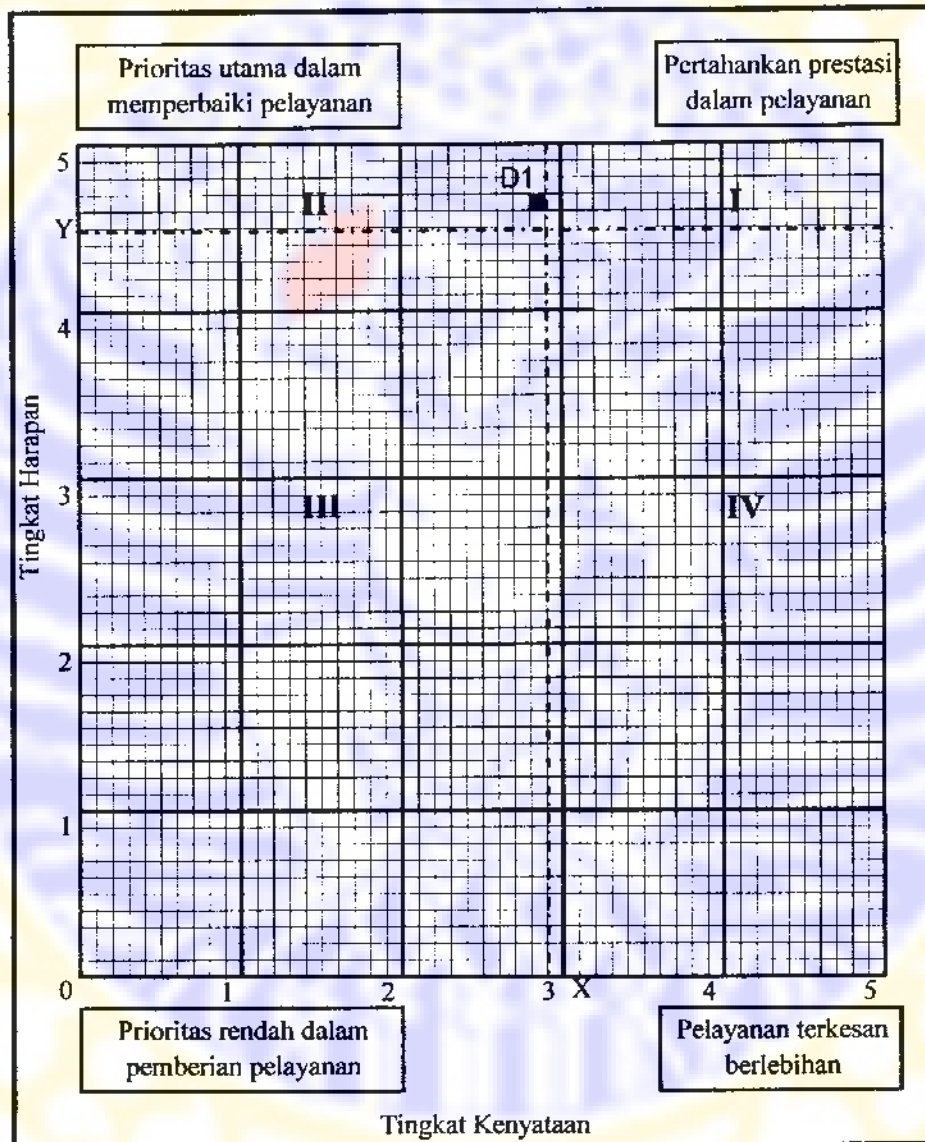 Prioritas utama dalam
memperbaiki pelayanan
Pertahankan prestasi
dalam pelayanan
5
D1
II
I
Y
4
Tingkat Harapan
3
III
IV
2
1
0
1
2
3
X
4
5
Prioritas rendah dalam
pemberian pelayanan
Pelayanan terkesan
berlebihan
Tingkat Kenyataan